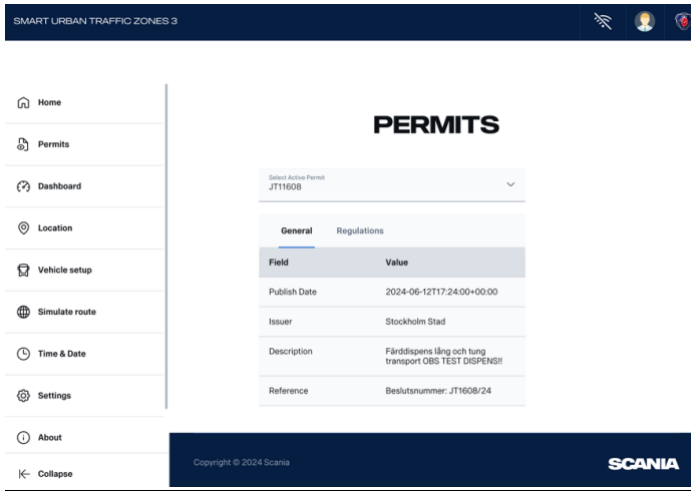 SMART URBAN TRAFFIC ZONES 3
Home
Permits
Dashboard
Location
Vehicle setup
Simulate route
Time & Date
Settings
About
Collapse
PERMITS
Select Active Permit
JT11608
General Regulations
Field Value
Publish Date 2024-06-12T17:24:00+00:00
Issuer Stockholm Stad
Description Färddispens lång och tung
transport OBS TEST DISPENS!!
Reference Beslutsnummer: JT1608/24
Copyright © 2024 Scania
SCANIA